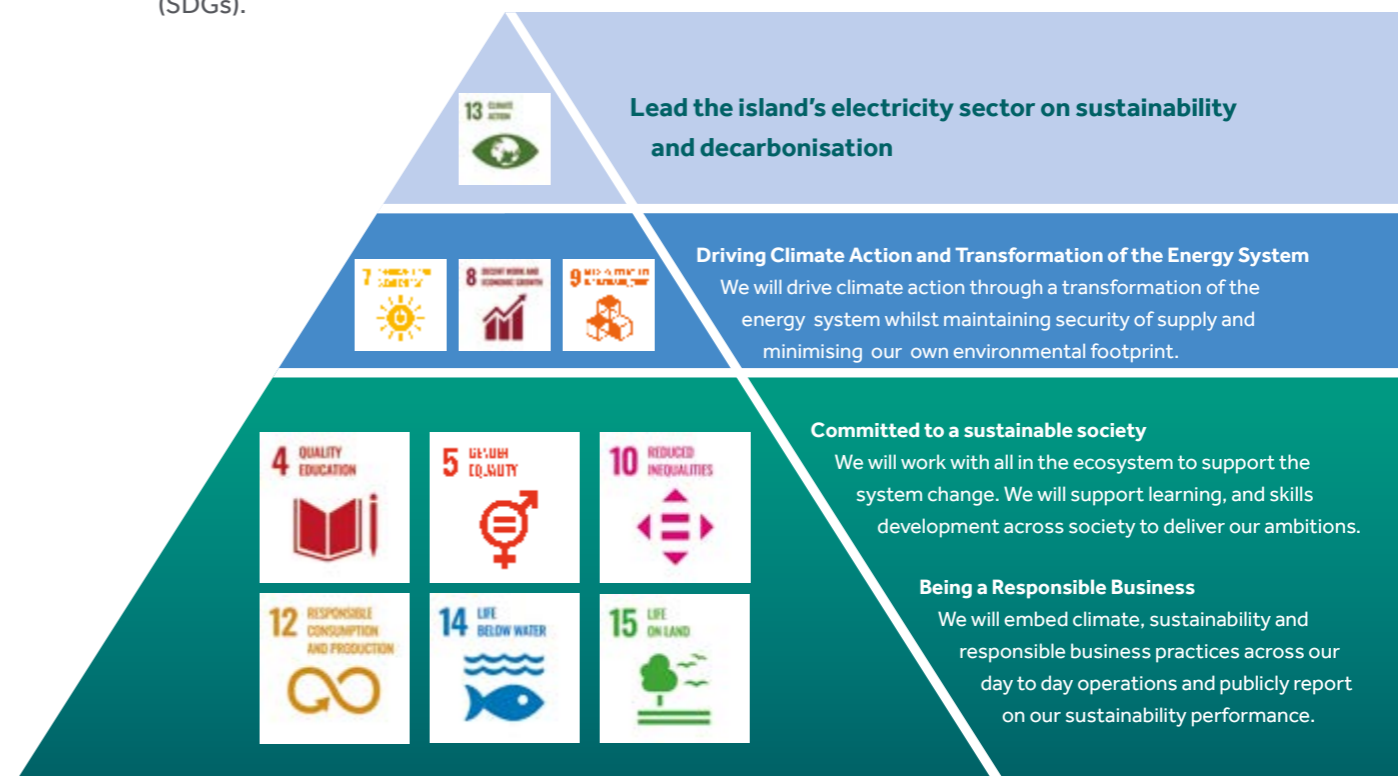 (SDGs).
13 CLIMATE
ACTION
Lead the island's electricity sector on sustainability
and decarbonisation
7
8 DECENT WORK AND
ECONOMIC GROWTH
9
Driving Climate Action and Transformation of the Energy System
We will drive climate action through a transformation of the
energy system whilst maintaining security of supply and
minimising our own environmental footprint.
4 QUALITY
EDUCATION
5 GENDER
EQUALITY
10 REDUCED
INEQUALITIES
12 RESPONSIBLE
CONSUMPTION
AND PRODUCTION
14 LIFE
BELOW WATER
15 LIFE
ON LAND
Committed to a sustainable society
We will work with all in the ecosystem to support the
system change. We will support learning, and skills
development across society to deliver our ambitions.
Being a Responsible Business
We will embed climate, sustainability and
responsible business practices across our
day to day operations and publicly report
on our sustainability performance.